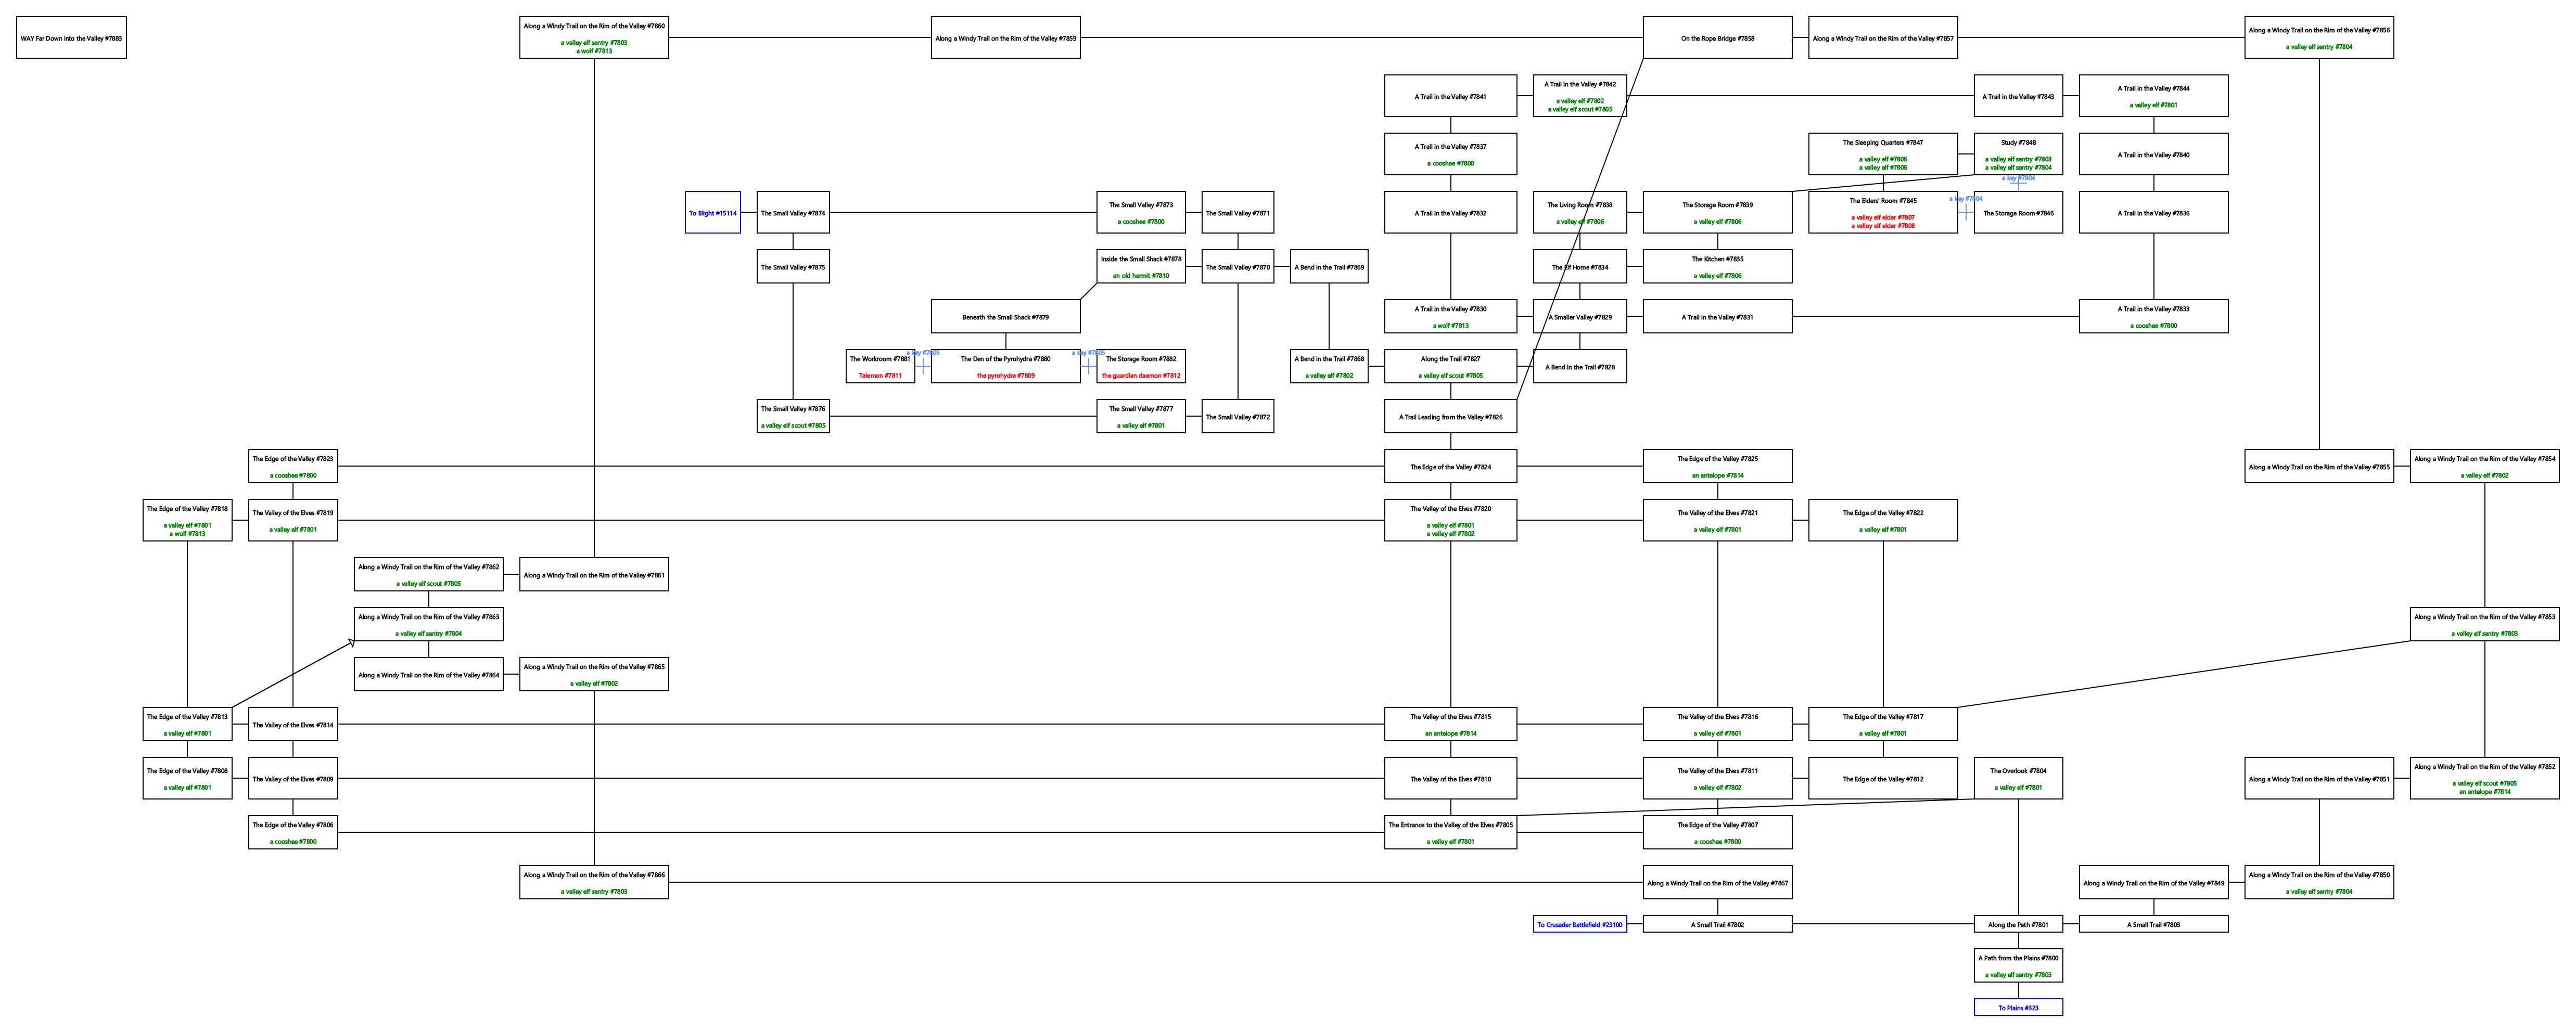 WAY Far Down into the Valley #7883
Along a Windy Trail on the Rim of the Valley #7860
a valley elf sentry #7803
a wolf #7813
Along a Windy Trail on the Rim of the Valley #7859
On the Rope Bridge #7858
Along a Windy Trail on the Rim of the Valley #7857
Along a Windy Trail on the Rim of the Valley #7856
a valley elf sentry #7804
A Trail in the Valley #7841
A Trail in the Valley #7842
a valley elf #7802
a valley elf scout #7805
A Trail in the Valley #7843
A Trail in the Valley #7844
a valley elf #7801
A Trail in the Valley #7837
a cooshee #7800
The Sleeping Quarters #7847
a valley elf #7806
a valley elf #7806
Study #7848
a valley elf sentry #7803
a valley elf sentry #7804
A Trail in the Valley #7840
a key #7804
To Blight #15114
The Small Valley #7874
The Small Valley #7873
a cooshee #7800
The Small Valley #7871
A Trail in the Valley #7832
The Living Room #7838
a valley elf #7806
The Storage Room #7839
a valley elf #7806
The Elders' Room #7845
a valley elf elder #7807
a valley elf elder #7808
a key #7804
The Storage Room #7846
A Trail in the Valley #7836
The Small Valley #7875
Inside the Small Shack #7878
an old hermit #7810
The Small Valley #7870
A Bend in the Trail #7869
The Elf Home #7834
The Kitchen #7835
a valley elf #7806
Beneath the Small Shack #7879
A Trail in the Valley #7830
a wolf #7813
A Smaller Valley #7829
A Trail in the Valley #7831
A Trail in the Valley #7833
a cooshee #7800
The Workroom #7881
Talemon #7811
a key #7805
The Den of the Pyrohydra #7880
the pyrohydra #7809
a key #7805
The Storage Room #7882
the guardian daemon #7812
A Bend in the Trail #7868
a valley elf #7802
Along the Trail #7827
a valley elf scout #7805
A Bend in the Trail #7828
The Small Valley #7876
a valley elf scout #7805
The Small Valley #7877
a valley elf #7801
The Small Valley #7872
A Trail Leading from the Valley #7826
The Edge of the Valley #7823
a cooshee #7800
The Edge of the Valley #7824
The Edge of the Valley #7825
an antelope #7814
Along a Windy Trail on the Rim of the Valley #7855
Along a Windy Trail on the Rim of the Valley #7854
a valley elf #7802
The Edge of the Valley #7818
a valley elf #7801
a wolf #7813
The Valley of the Elves #7819
a valley elf #7801
The Valley of the Elves #7820
a valley elf #7801
a valley elf #7802
The Valley of the Elves #7821
a valley elf #7801
The Edge of the Valley #7822
a valley elf #7801
Along a Windy Trail on the Rim of the Valley #7862
a valley elf scout #7805
Along a Windy Trail on the Rim of the Valley #7861
Along a Windy Trail on the Rim of the Valley #7863
a valley elf sentry #7804
Along a Windy Trail on the Rim of the Valley #7853
a valley elf sentry #7803
Along a Windy Trail on the Rim of the Valley #7864
Along a Windy Trail on the Rim of the Valley #7865
a valley elf #7802
The Edge of the Valley #7813
a valley elf #7801
The Valley of the Elves #7814
The Valley of the Elves #7815
an antelope #7814
The Valley of the Elves #7816
a valley elf #7801
The Edge of the Valley #7817
a valley elf #7801
The Edge of the Valley #7808
a valley elf #7801
The Valley of the Elves #7809
The Valley of the Elves #7810
The Valley of the Elves #7811
a valley elf #7802
The Edge of the Valley #7812
The Overlook #7804
a valley elf #7801
Along a Windy Trail on the Rim of the Valley #7851
Along a Windy Trail on the Rim of the Valley #7852
a valley elf scout #7805
an antelope #7814
The Edge of the Valley #7806
a cooshee #7800
The Entrance to the Valley of the Elves #7805
a valley elf #7801
The Edge of the Valley #7807
a cooshee #7800
Along a Windy Trail on the Rim of the Valley #7866
a valley elf sentry #7803
Along a Windy Trail on the Rim of the Valley #7867
Along a Windy Trail on the Rim of the Valley #7849
Along a Windy Trail on the Rim of the Valley #7850
a valley elf sentry #7804
To Crusader Battlefield #23100
A Small Trail #7802
Along the Path #7801
A Small Trail #7803
A Path from the Plains #7800
a valley elf sentry #7803
To Plains #323